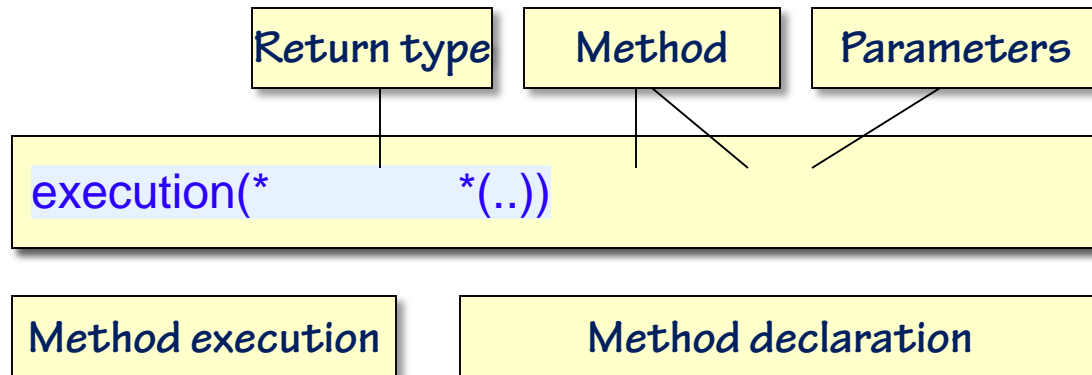 Return type Method Parameters
execution(* *(..))
Method execution Method declaration